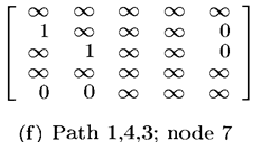 ∞ ∞ ∞ ∞ ∞
1 ∞ ∞ ∞ 0
∞ 1 ∞ ∞ 0
∞ ∞ ∞ ∞ ∞
0 0 ∞ ∞ ∞
(f) Path 1,4,3; node 7